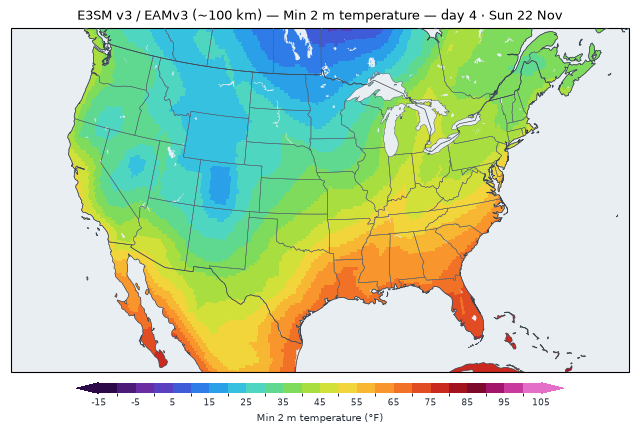 E3SM v3 / EAMv3 (~100 km) — Min 2 m temperature — day 4 · Sun 22 Nov
-15 -5 5 15 25 35 45 55 65 75 85 95 105
Min 2 m temperature (°F)